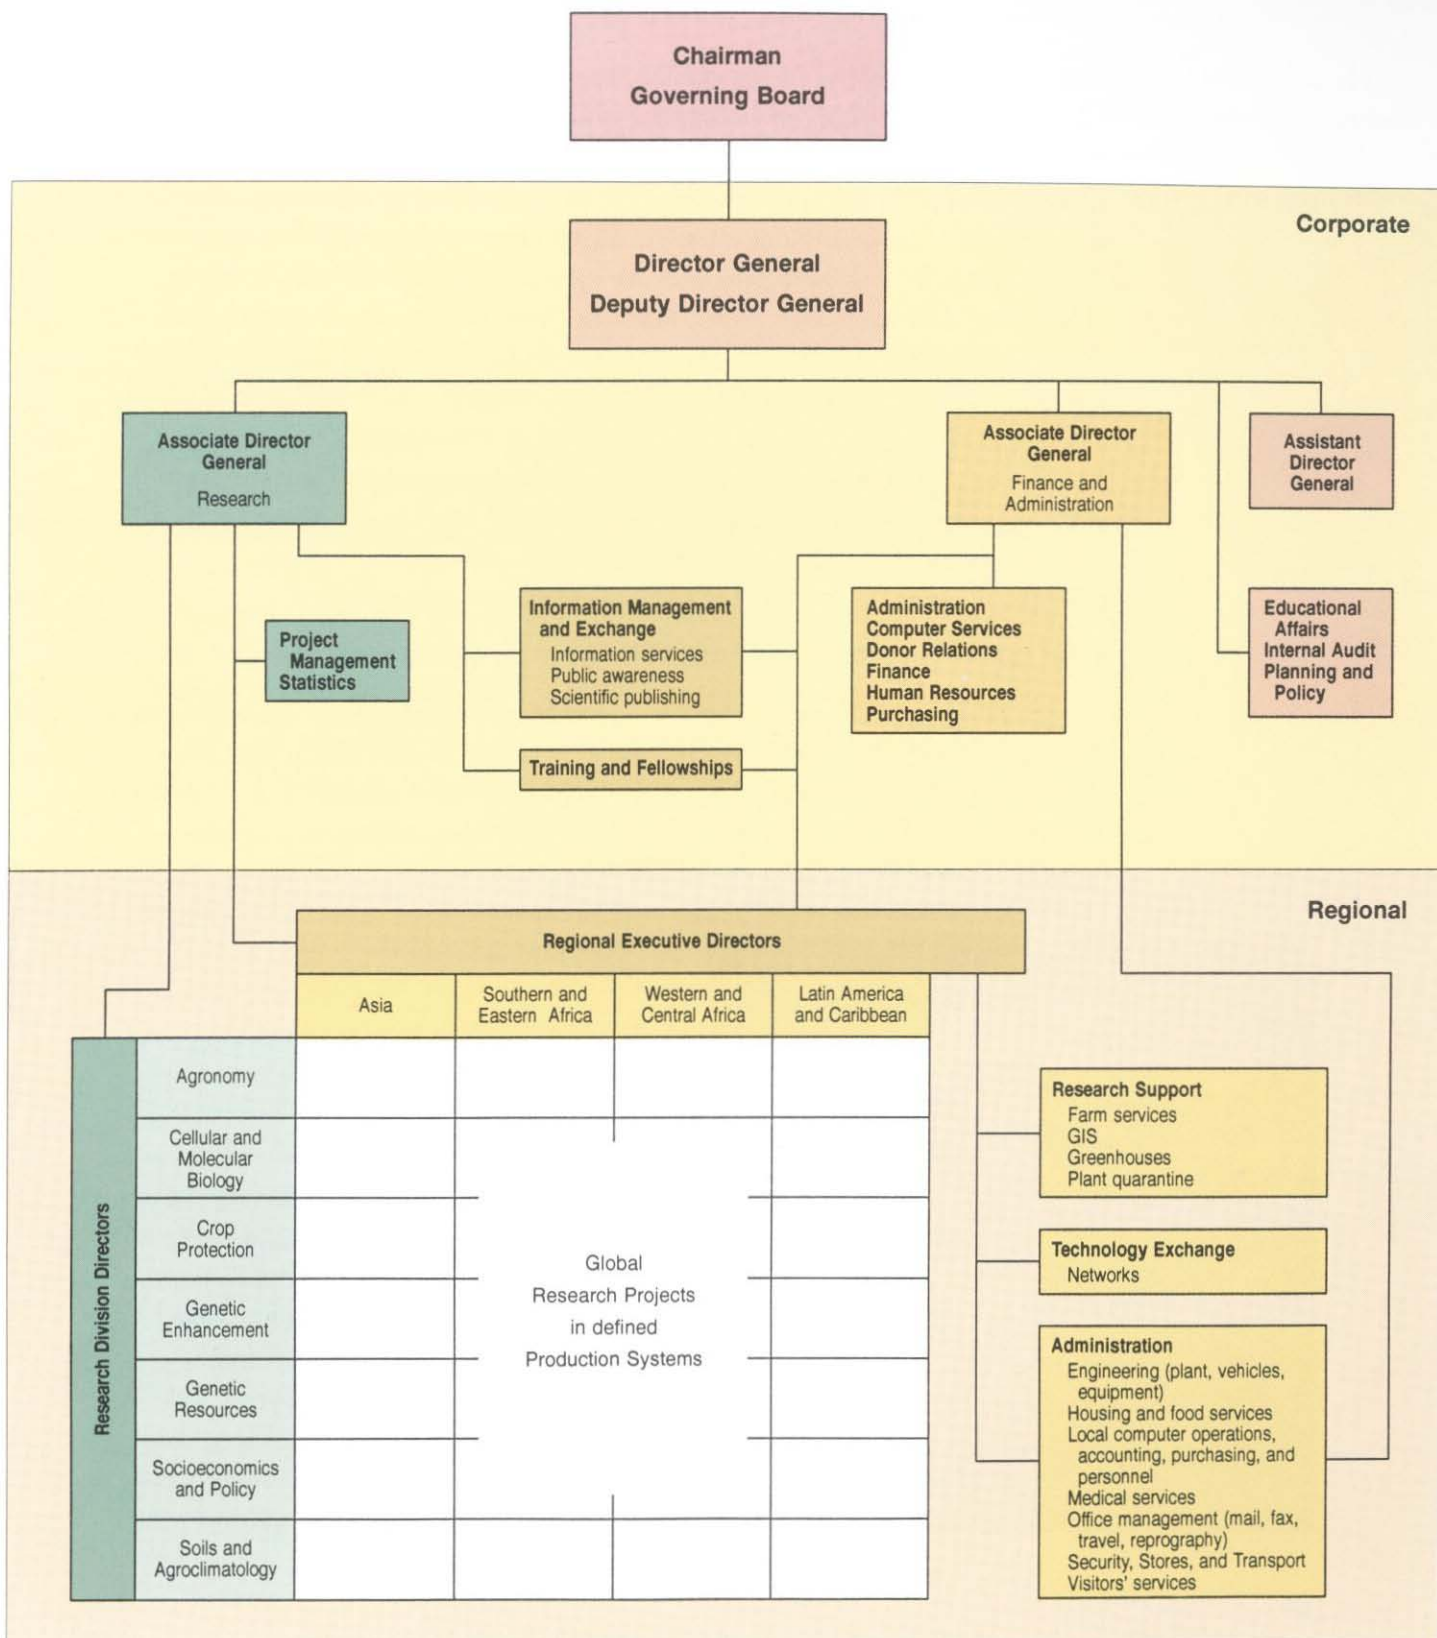 Chairman
Governing Board
Corporate
Director General
Deputy Director General
Associate Director
General
Research
Associate Director
General
Finance and
Administration
Assistant
Director
General
Project
Management
Statistics
Information Management
and Exchange
Information services
Public awareness
Scientific publishing
Training and Fellowships
Administration
Computer Services
Donor Relations
Finance
Human Resources
Purchasing
Educational
Affairs
Internal Audit
Planning and
Policy
Regional
Regional Executive Directors
Asia
Southern and
Eastern Africa
Western and
Central Africa
Latin America
and Caribbean
Research Division Directors
Agronomy
Cellular and
Molecular
Biology
Crop
Protection
Genetic
Enhancement
Genetic
Resources
Socioeconomics
and Policy
Soils and
Agroclimatology
Global
Research Projects
in defined
Production Systems
Research Support
Farm services
GIS
Greenhouses
Plant quarantine
Technology Exchange
Networks
Administration
Engineering (plant, vehicles,
equipment)
Housing and food services
Local computer operations,
accounting, purchasing, and
personnel
Medical services
Office management (mail, fax,
travel, reprography)
Security, Stores, and Transport
Visitors' services